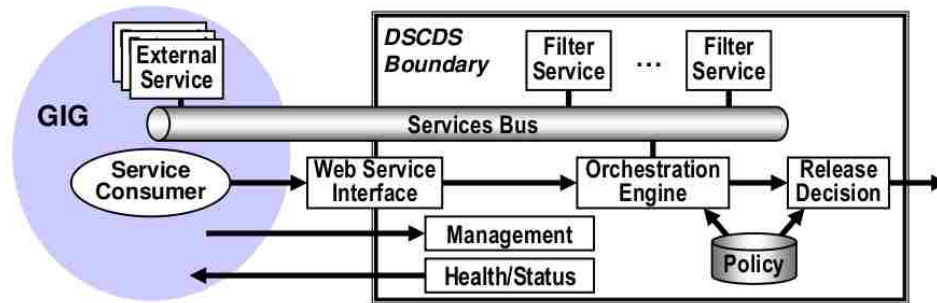 External
Service
GIG
DSCDS
Boundary
Filter
Service
...
Filter
Service
Services Bus
Service
Consumer
Web Service
Interface
Orchestration
Engine
Release
Decision
Management
Health/Status
Policy